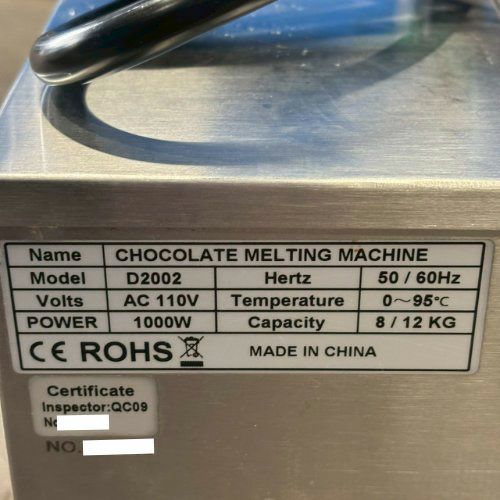 Name CHOCOLATE MELTING MACHINE
Model D2002 Hertz 50 / 60Hz
Volts AC 110V Temperature 0～95℃
POWER 1000W Capacity 8 / 12 KG
CE ROHS MADE IN CHINA
Certificate
Inspector:QC09
No
NO.